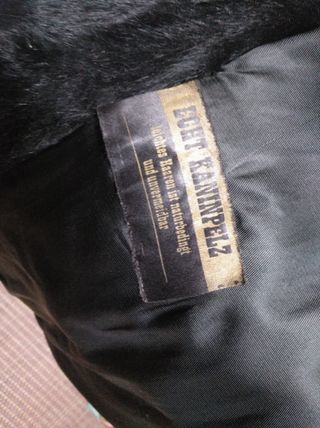 ECHT KANINPELZ
leichtes Haaren ist naturbedingt
und unvermeidbar